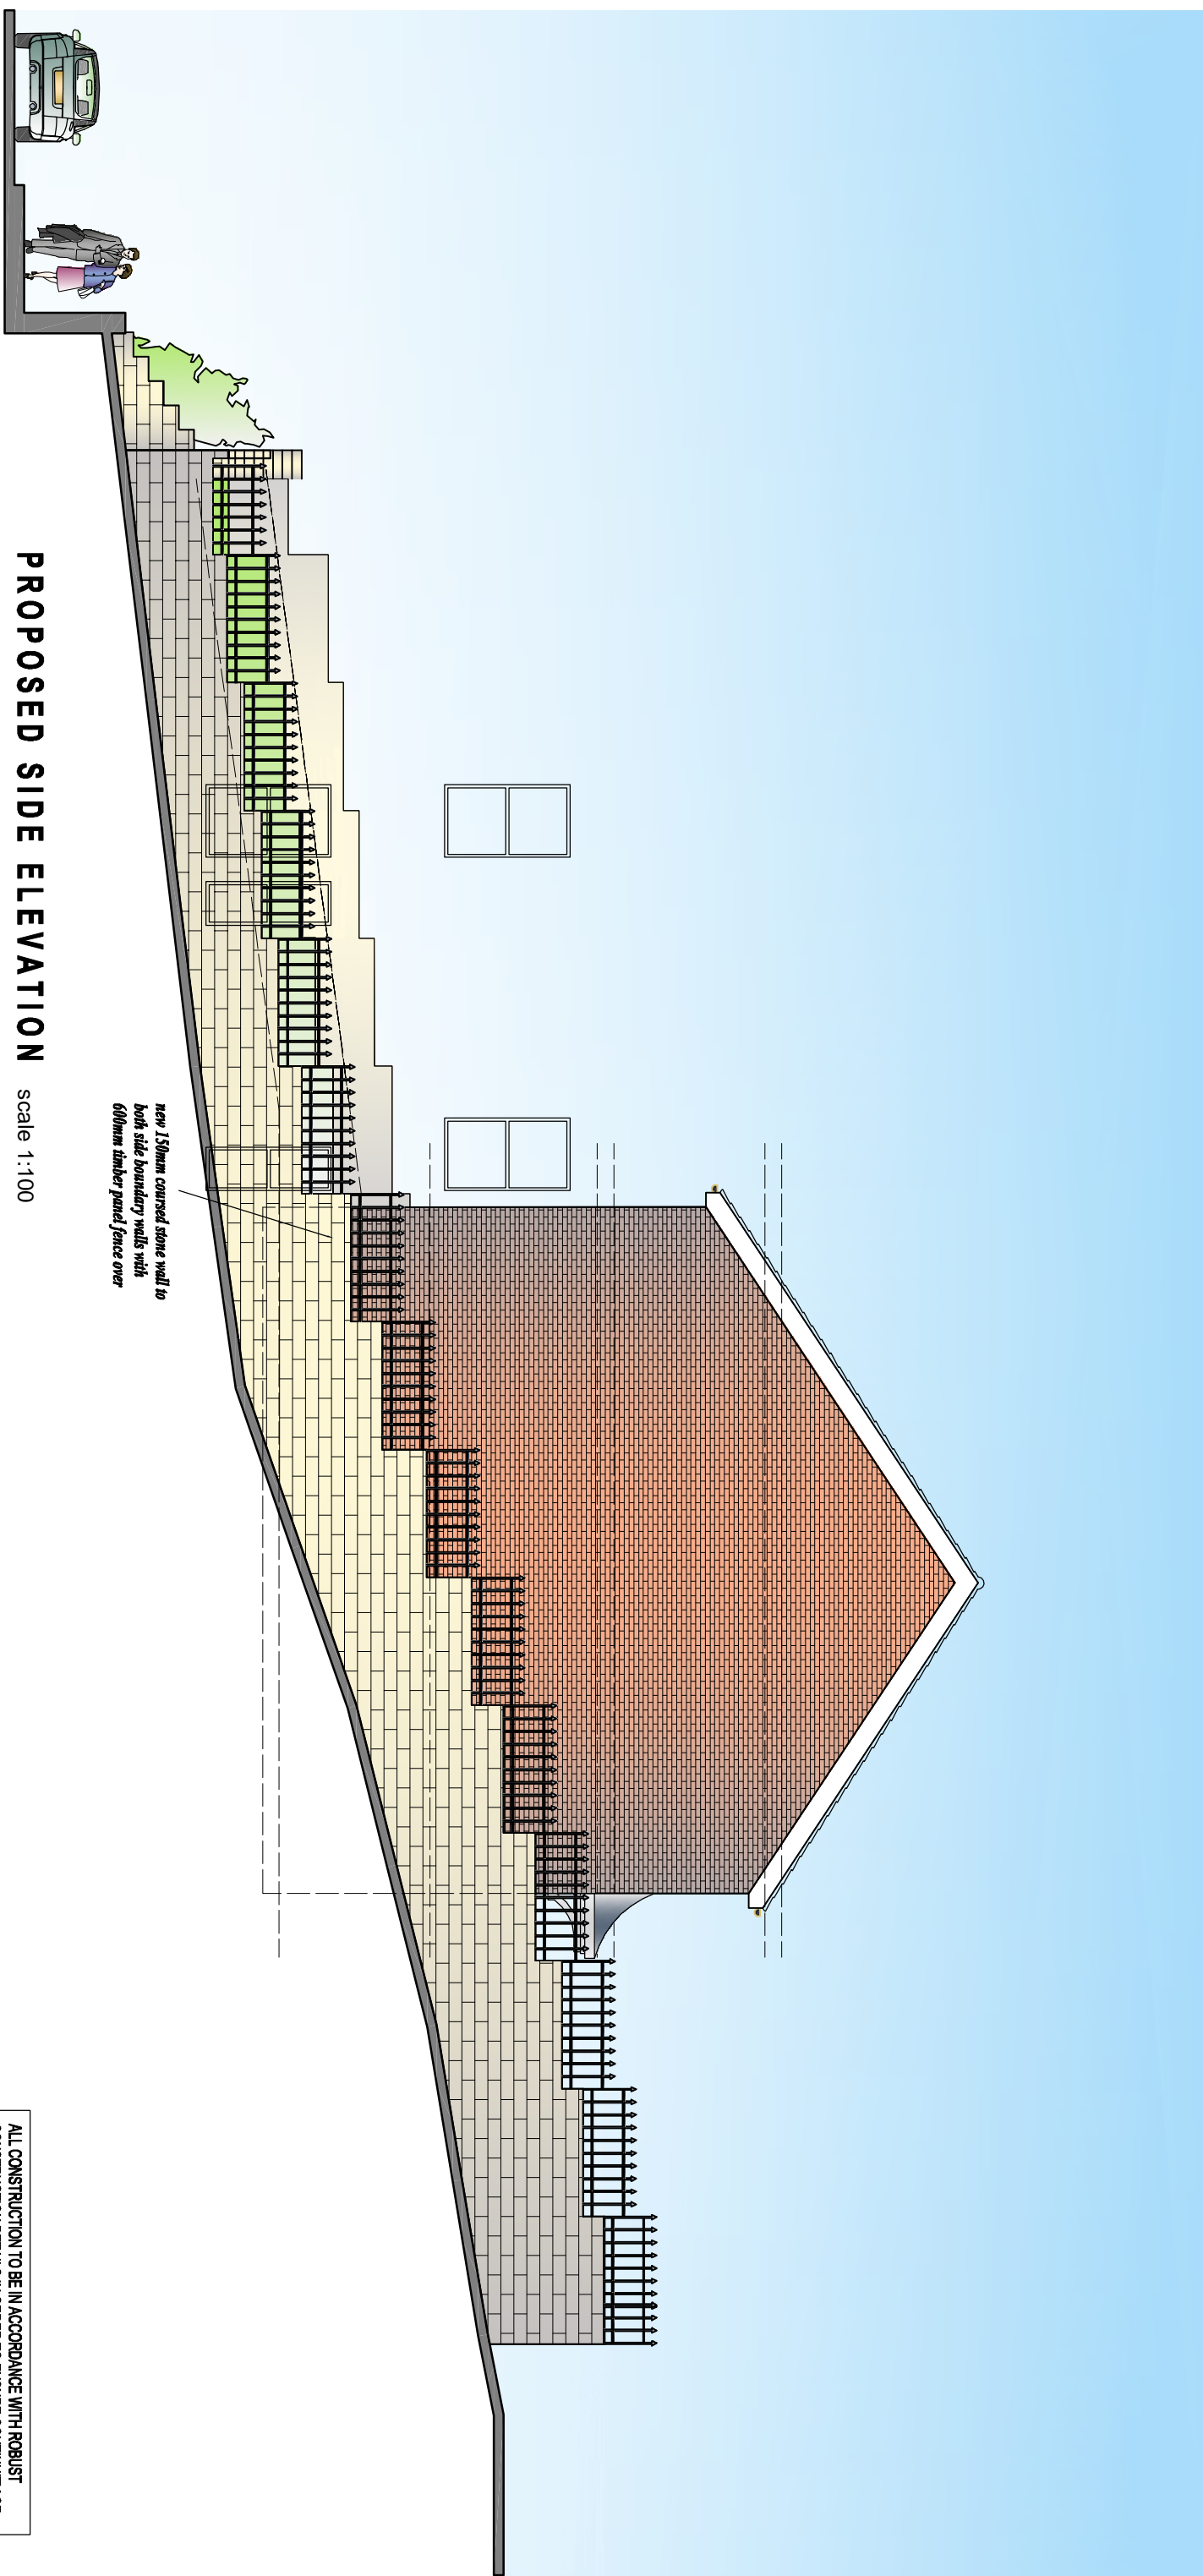 PROPOSED SIDE ELEVATION scale 1:100
new 150mm coursed stone wall to
both side boundary walls with
600mm timber panel fence over
ALL CONSTRUCTION TO BE IN ACCORDANCE WITH ROBUST